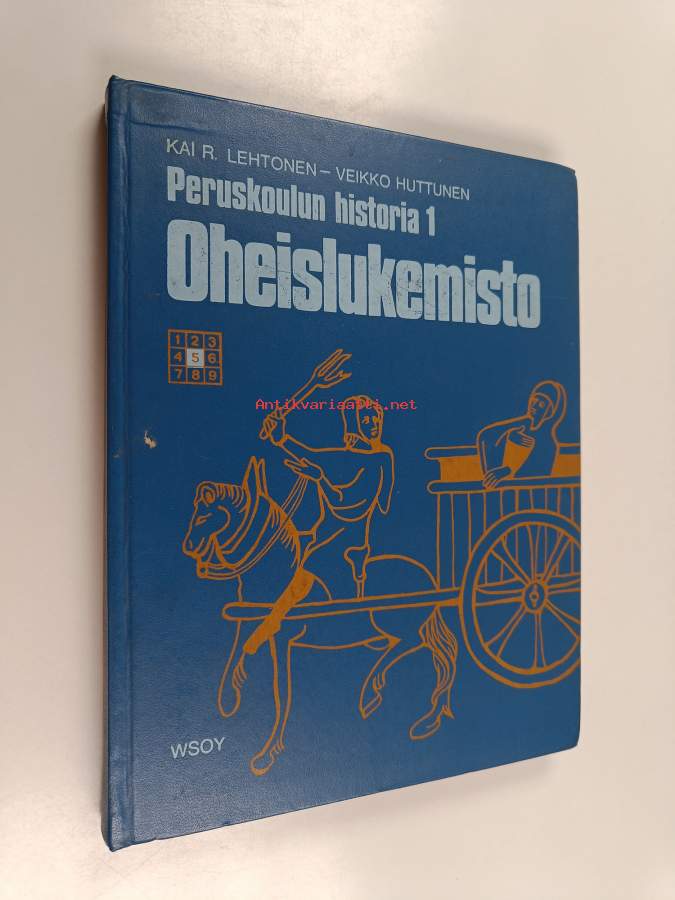 KAI R. LEHTONEN – VEIKKO HUTTUNEN
Peruskoulun historia 1
Oheislukemisto
1 2 3
4 5 6
7 8 9
Antikvariaatti.net
WSOY